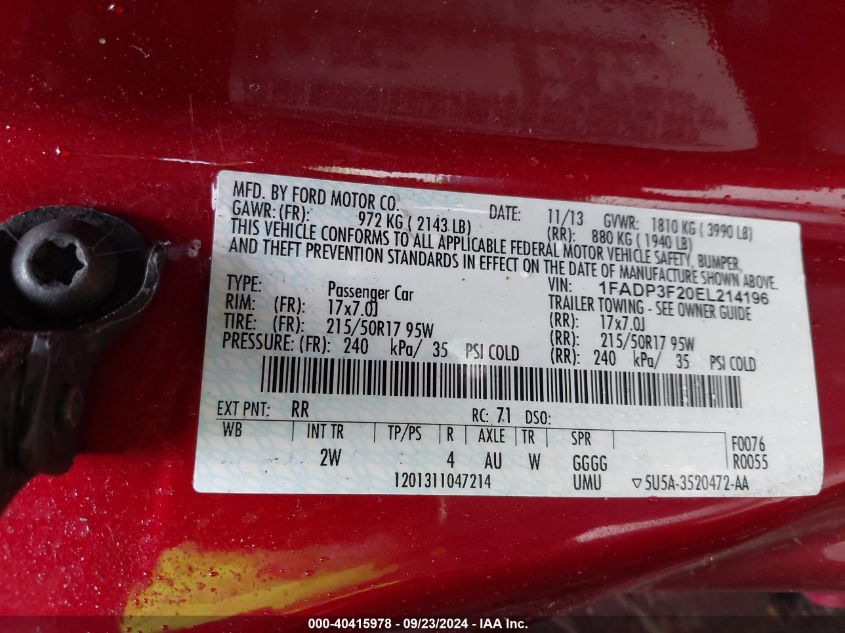 MFD. BY FORD MOTOR CO. DATE: 11/13 GVWR: 1810 KG ( 3990 LB)
GAWR:(FR): 972 KG ( 2143 LB) (RR): 880 KG ( 1940 LB)
THIS VEHICLE CONFORMS TO ALL APPLICABLE FEDERAL MOTOR VEHICLE SAFETY, BUMPER,
AND THEFT PREVENTION STANDARDS IN EFFECT ON THE DATE OF MANUFACTURE SHOWN ABOVE.
VIN: 1FADP3F20EL214196
TYPE: Passenger Car TRAILER TOWING - SEE OWNER GUIDE
RIM: (FR): 17x7.0J (RR): 17x7.0J
TIRE: (FR): 215/50R17 95W (RR): 215/50R17 95W
PRESSURE: (FR): 240 kPa/ 35 PSI COLD (RR): 240 kPa/ 35 PSI COLD
EXT PNT: RR RC: 71 DSO:
WB INT TR TP/PS R AXLE TR SPR F0076
2W 4 AU W GGGG R0055
1201311047214 UMU ▽5U5A-3520472-AA
000-40415978 - 09/23/2024 - IAA Inc.